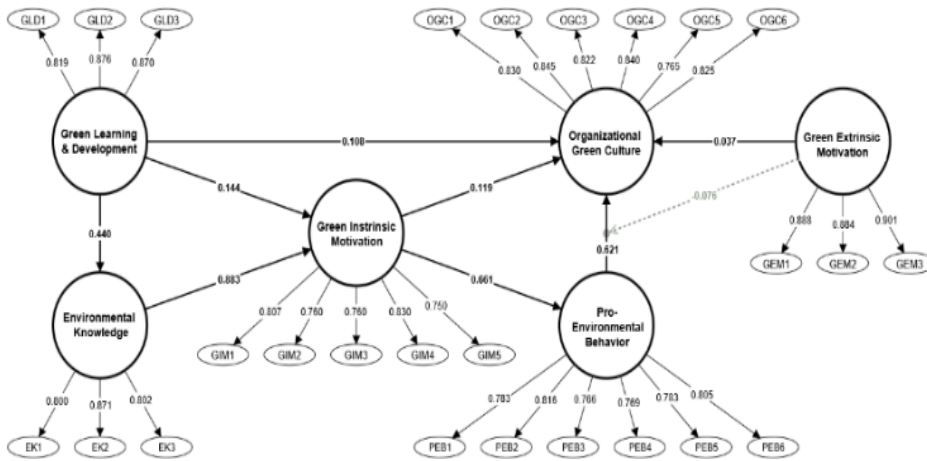 GLD1 GLD2 GLD3
OGC1 OGC2 OGC3 OGC4 OGC5 OGC6
0.819 0.876 0.870
0.830 0.845 0.822 0.840 0.765 0.825
Green Learning
& Development
Organizational
Green Culture
Green Extrinsic
Motivation
0.108
0.037
0.144
0.119
-0.076
Green Instrinsic
Motivation
0.440
0.883
0.661
0.621
0.888 0.884 0.901
GEM1 GEM2 GEM3
Environmental
Knowledge
0.807 0.760 0.760 0.830 0.750
GIM1 GIM2 GIM3 GIM4 GIM5
Pro-
Environmental
Behavior
0.800 0.871 0.802
0.783 0.816 0.766 0.769 0.783 0.805
EK1 EK2 EK3
PEB1 PEB2 PEB3 PEB4 PEB5 PEB6